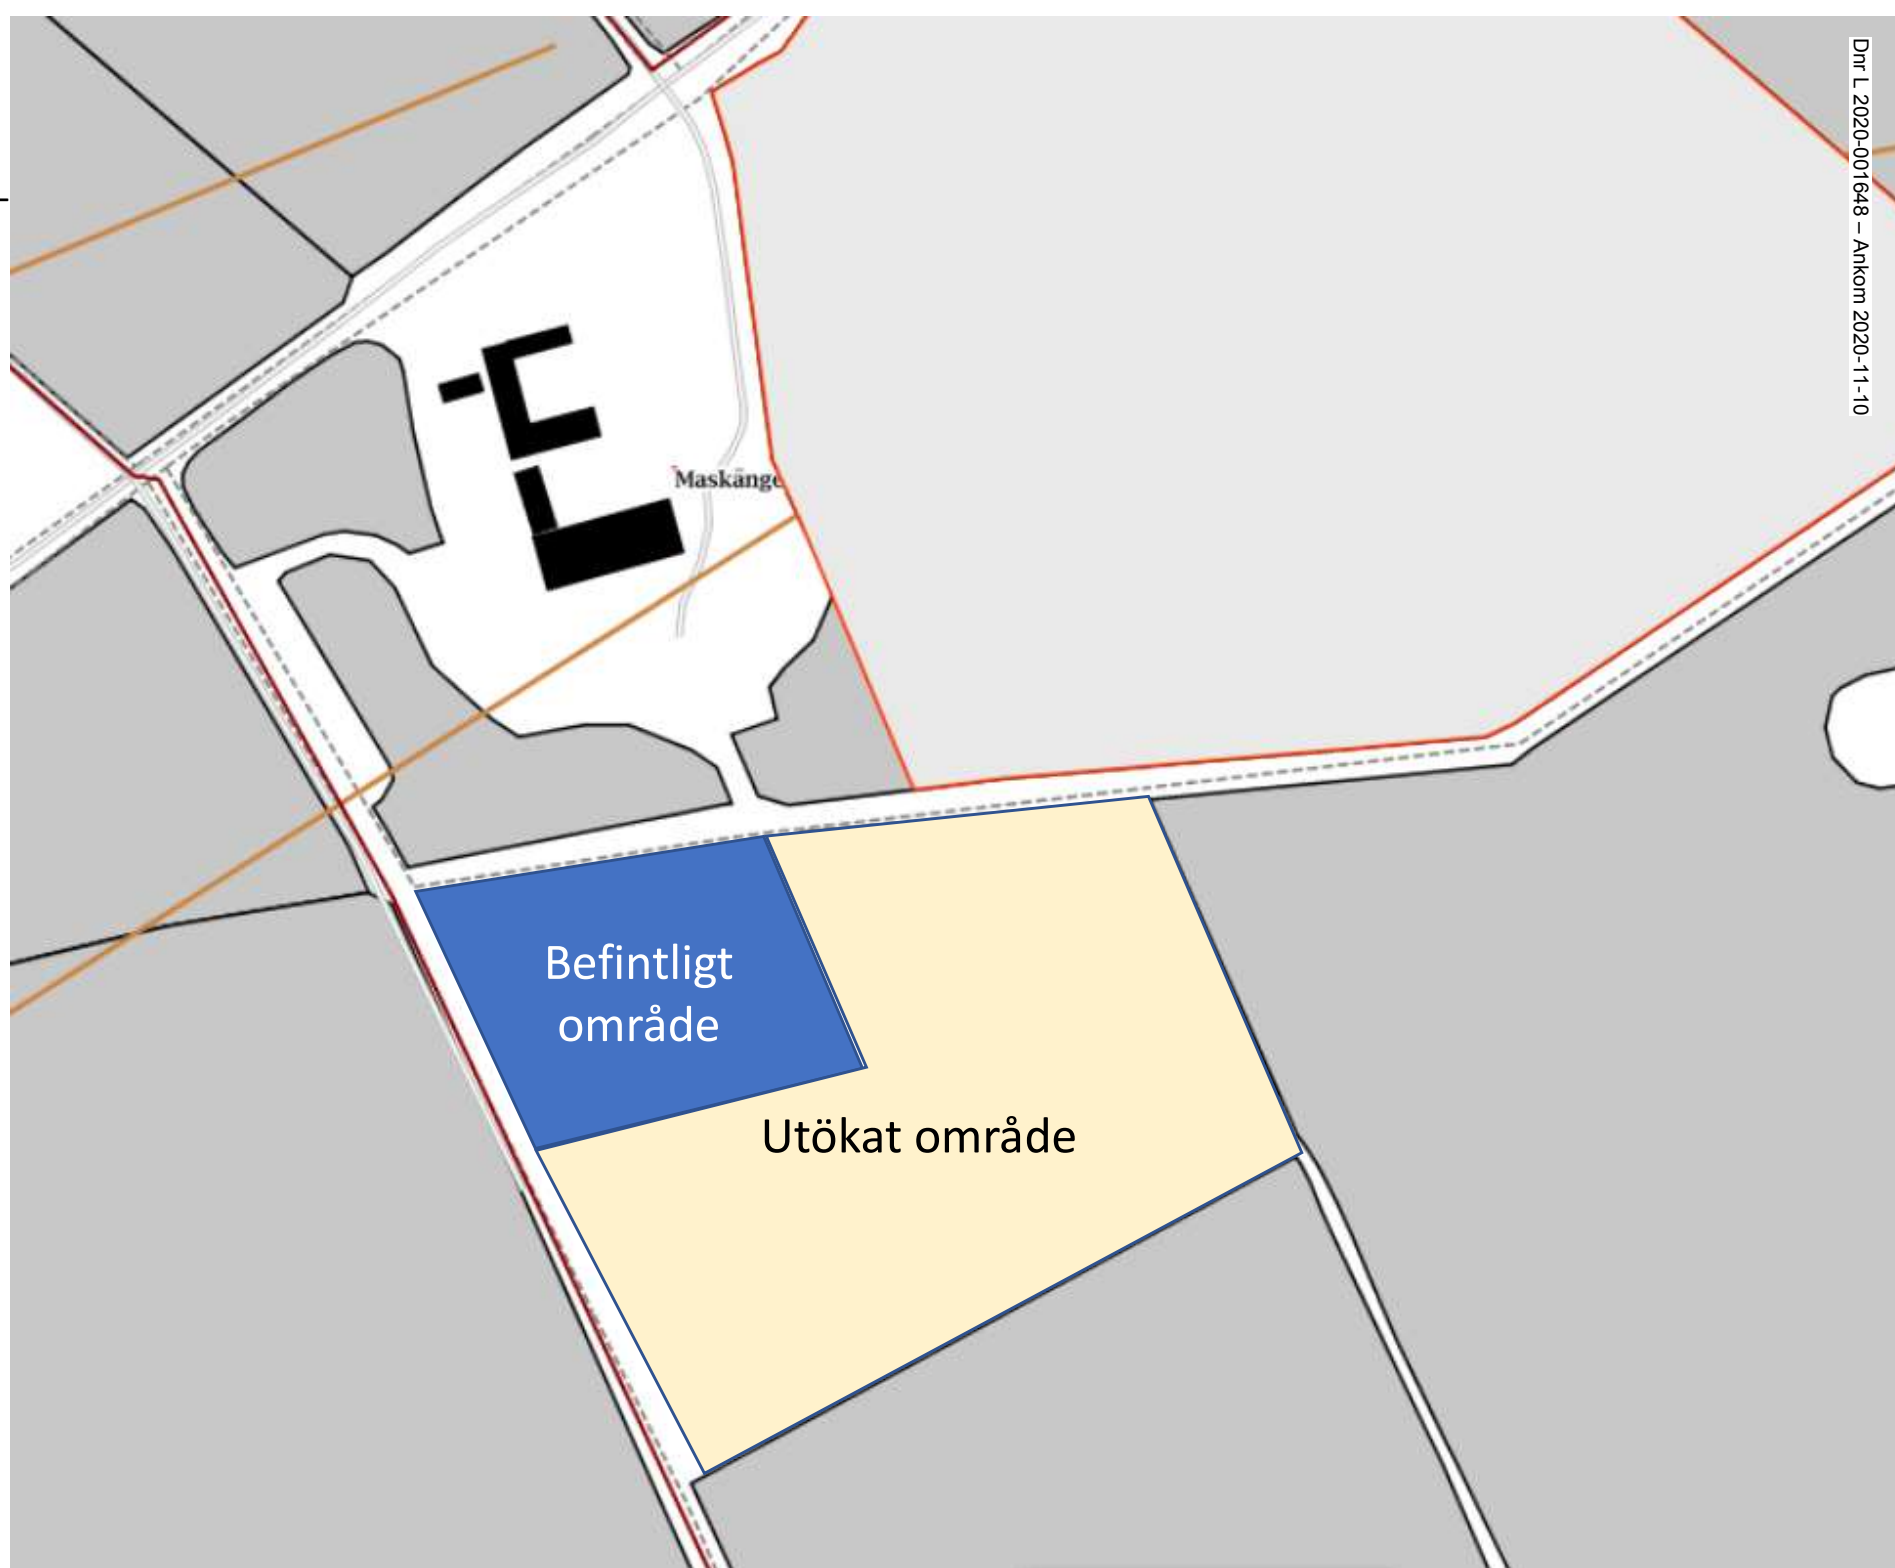 Dnr L 2020-001648 – Ankom 2020-11-10
Maskänge
Befintligt
område
Utökat område